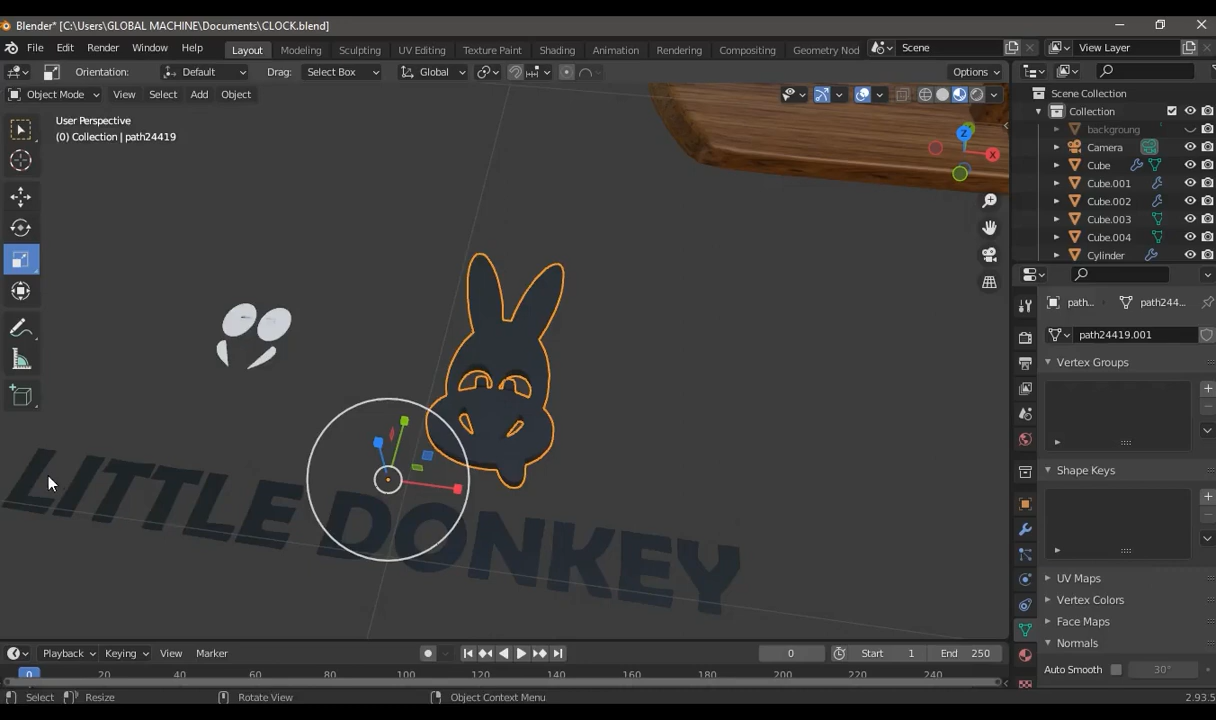 Blender* [C:\Users\GLOBAL MACHINE\Documents\CLOCK.blend]
File Edit Render Window Help Layout Modeling Sculpting UV Editing Texture Paint Shading Animation Rendering Compositing Geometry Nod Scene View Layer
Orientation: Default Drag: Select Box Global Options
Object Mode View Select Add Object
User Perspective
(0) Collection | path24419
Z
X
LITTLE DONKEY
Scene Collection
Collection
backgroung
Camera
Cube
Cube.001
Cube.002
Cube.003
Cube.004
Cylinder
path... path244...
path24419.001
Vertex Groups
Shape Keys
UV Maps
Vertex Colors
Face Maps
Normals
Auto Smooth 30°
Playback Keying View Marker 0 Start 1 End 250
0 20 40 60 80 100 120 140 160 180 200 220 240
Select Resize Rotate View Object Context Menu 2.93.5